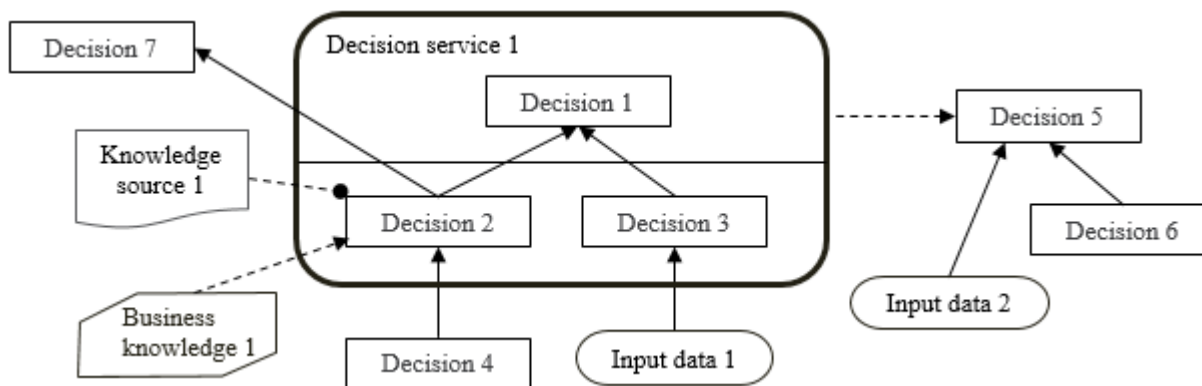 Decision 7
Decision service 1
Decision 1
Decision 5
Knowledge
source 1
Decision 2
Decision 3
Decision 6
Input data 2
Business
knowledge 1
Decision 4
Input data 1